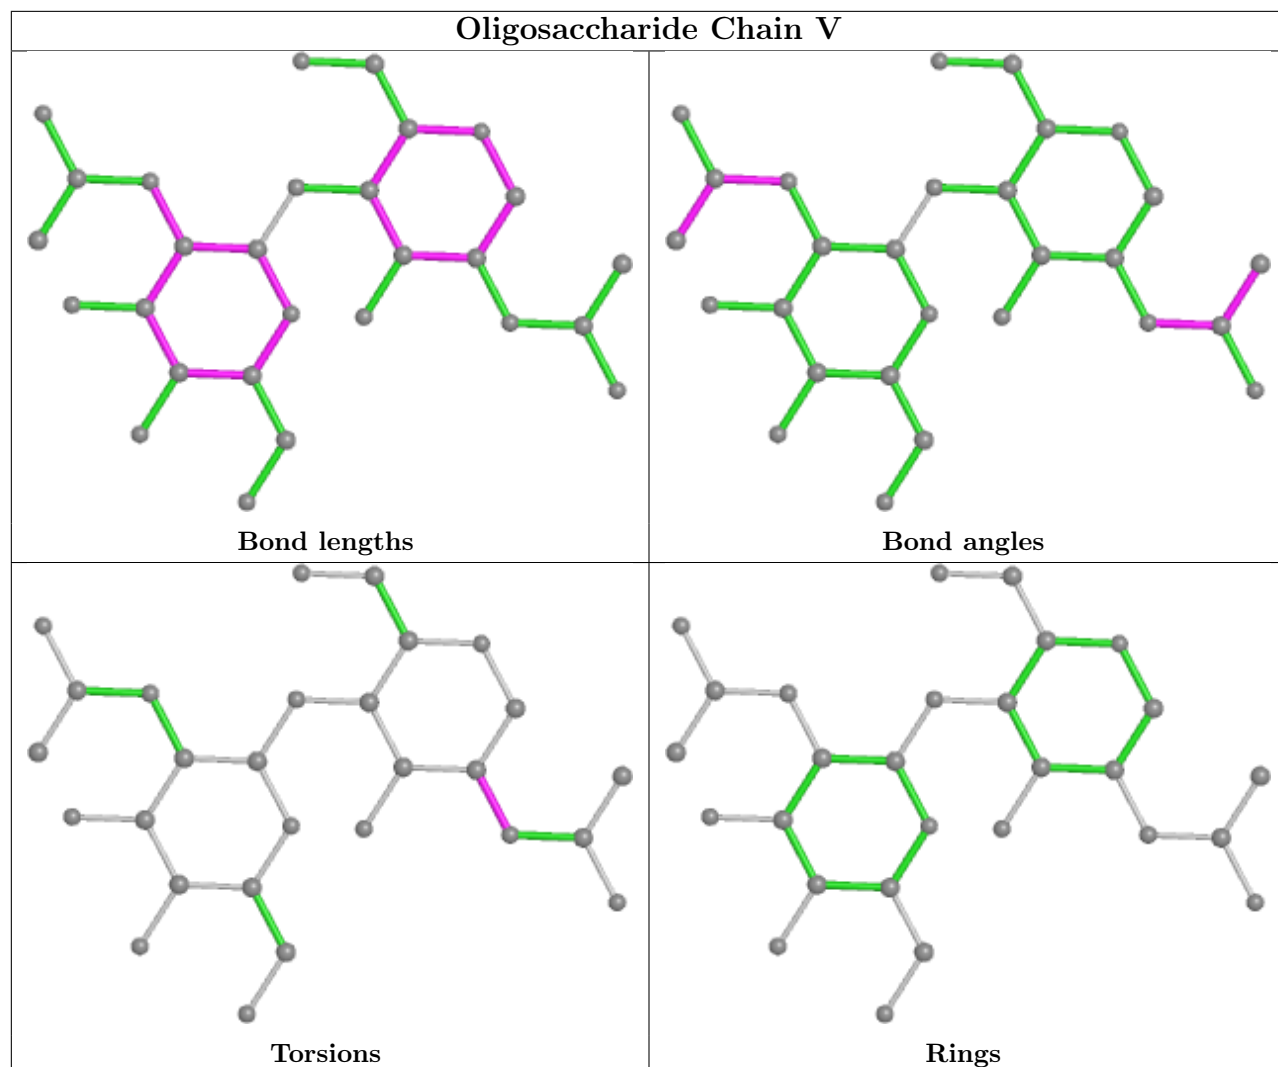 Oligosaccharide Chain V
Bond lengths
Bond angles
Torsions
Rings